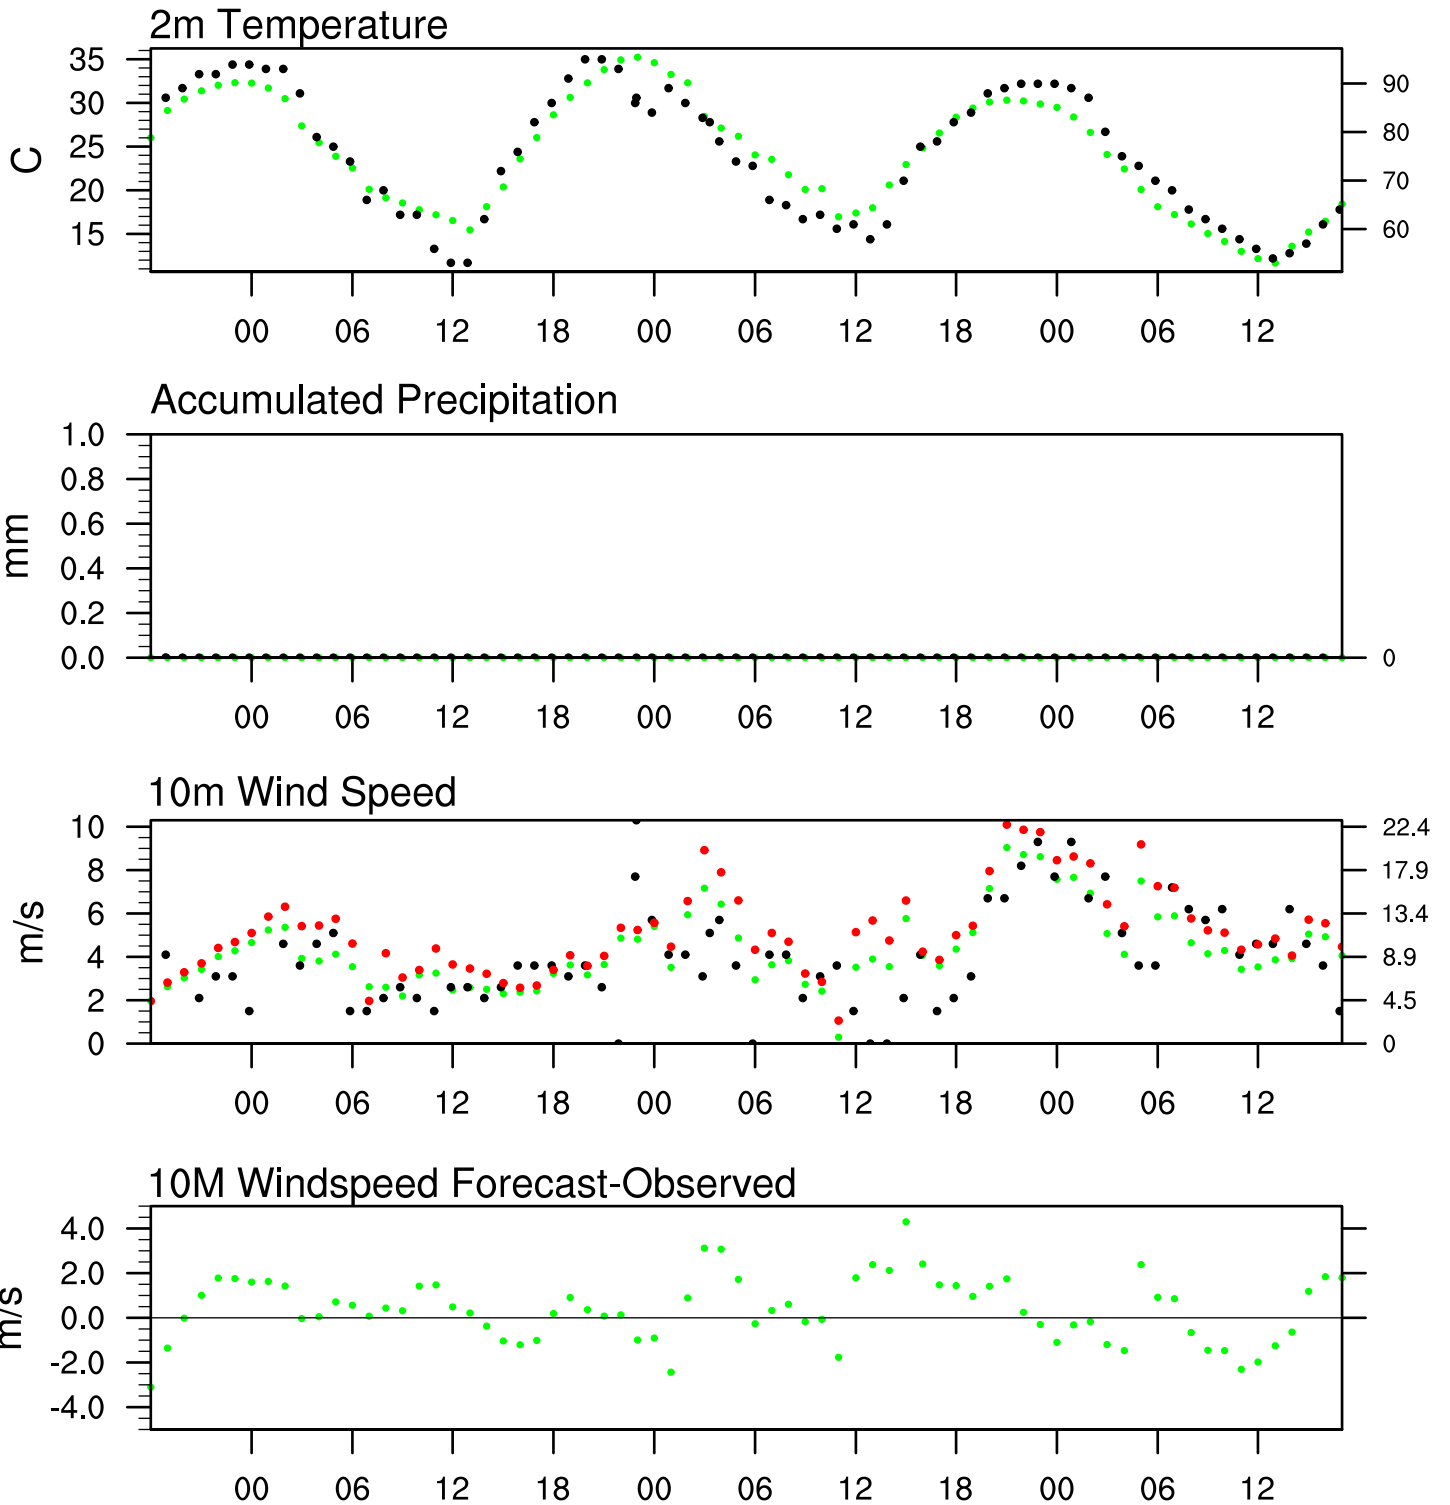 2m Temperature
35
30
25
20
15
C
90
80
70
60
00 06 12 18 00 06 12 18 00 06 12
Accumulated Precipitation
1.0
0.8
0.6
0.4
0.2
0.0
mm
0
00 06 12 18 00 06 12 18 00 06 12
10m Wind Speed
10
8
6
4
2
0
m/s
22.4
17.9
13.4
8.9
4.5
0
00 06 12 18 00 06 12 18 00 06 12
10M Windspeed Forecast-Observed
4.0
2.0
0.0
-2.0
-4.0
m/s
00 06 12 18 00 06 12 18 00 06 12